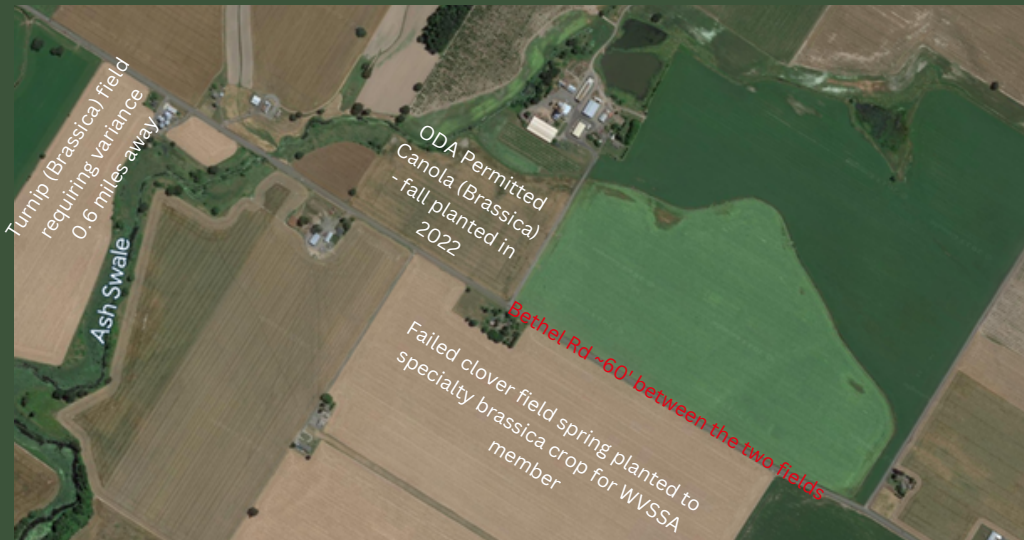 Turnip (Brassica) field
requiring variance
0.6 miles away
Ash Swale
ODA Permitted
Canola (Brassica)
- fall planted in
2022
Bethel Rd ~60' between the two fields
Failed clover field spring planted to
specialty brassica crop for WVSSA
member